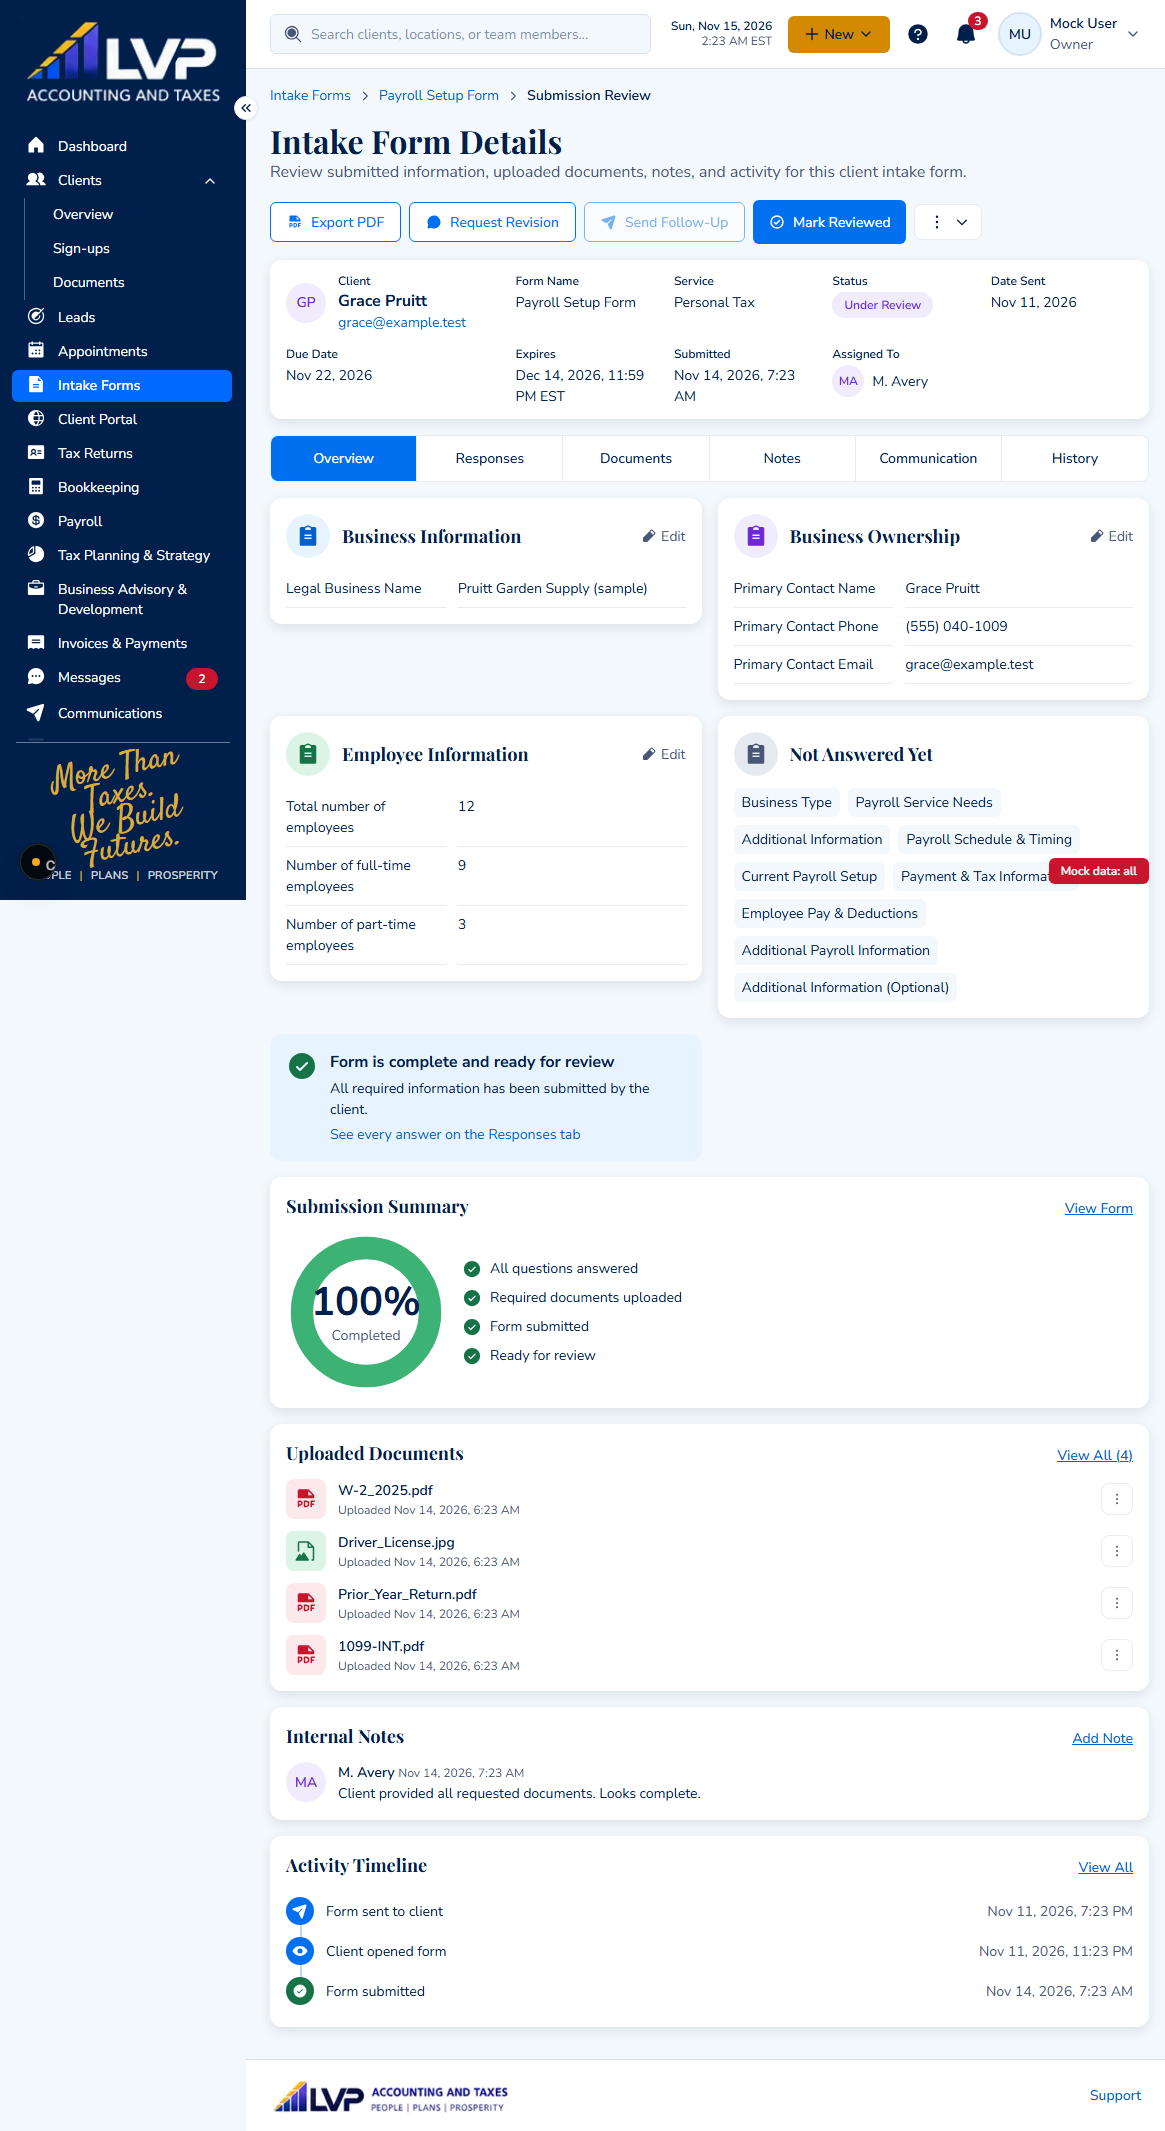 LVP
ACCOUNTING AND TAXES
Search clients, locations, or team members...
Sun, Nov 15, 2026
2:23 AM EST
New
3
MU
Mock User
Owner
Dashboard
Clients
Overview
Sign-ups
Documents
Leads
Appointments
Intake Forms
Client Portal
Tax Returns
Bookkeeping
Payroll
Tax Planning & Strategy
Business Advisory &
Development
Invoices & Payments
Messages
2
Communications
More Than
Taxes.
We Build
Futures.
PLE | PLANS | PROSPERITY
Intake Forms > Payroll Setup Form > Submission Review
Intake Form Details
Review submitted information, uploaded documents, notes, and activity for this client intake form.
Export PDF
Request Revision
Send Follow-Up
Mark Reviewed
GP
Client
Grace Pruitt
grace@example.test
Form Name
Payroll Setup Form
Service
Personal Tax
Status
Under Review
Date Sent
Nov 11, 2026
Due Date
Nov 22, 2026
Expires
Dec 14, 2026, 11:59
PM EST
Submitted
Nov 14, 2026, 7:23
AM
Assigned To
MA
M. Avery
Overview
Responses
Documents
Notes
Communication
History
Business Information
Edit
Legal Business Name
Pruitt Garden Supply (sample)
Business Ownership
Edit
Primary Contact Name
Grace Pruitt
Primary Contact Phone
(555) 040-1009
Primary Contact Email
grace@example.test
Employee Information
Edit
Total number of
employees
12
Number of full-time
employees
9
Number of part-time
employees
3
Not Answered Yet
Business Type
Payroll Service Needs
Additional Information
Payroll Schedule & Timing
Current Payroll Setup
Payment & Tax Informat
Mock data: all
Employee Pay & Deductions
Additional Payroll Information
Additional Information (Optional)
Form is complete and ready for review
All required information has been submitted by the
client.
See every answer on the Responses tab
Submission Summary
View Form
100%
Completed
All questions answered
Required documents uploaded
Form submitted
Ready for review
Uploaded Documents
View All (4)
PDF
W-2_2025.pdf
Uploaded Nov 14, 2026, 6:23 AM
Driver_License.jpg
Uploaded Nov 14, 2026, 6:23 AM
PDF
Prior_Year_Return.pdf
Uploaded Nov 14, 2026, 6:23 AM
PDF
1099-INT.pdf
Uploaded Nov 14, 2026, 6:23 AM
Internal Notes
Add Note
MA
M. Avery Nov 14, 2026, 7:23 AM
Client provided all requested documents. Looks complete.
Activity Timeline
View All
Form sent to client
Nov 11, 2026, 7:23 PM
Client opened form
Nov 11, 2026, 11:23 PM
Form submitted
Nov 14, 2026, 7:23 AM
LVP
ACCOUNTING AND TAXES
PEOPLE | PLANS | PROSPERITY
Support